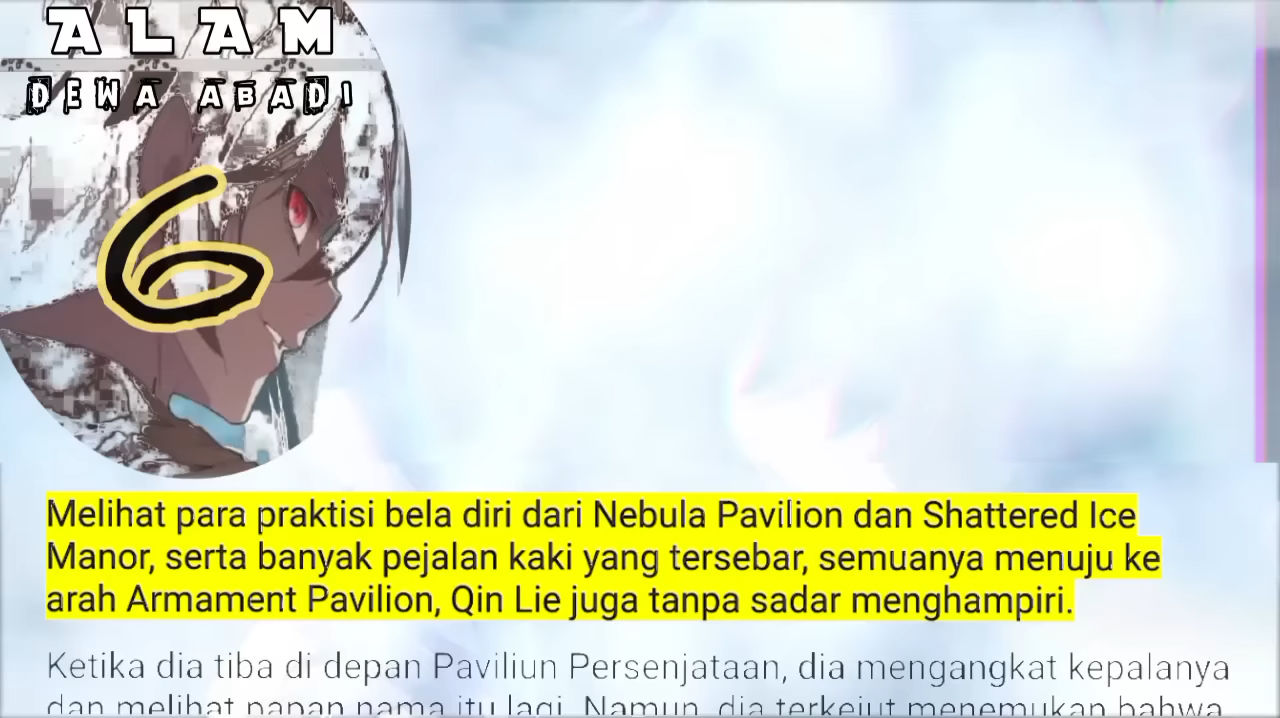 ALAM
DEWA ABADI
6
Melihat para praktisi bela diri dari Nebula Pavilion dan Shattered Ice
Manor, serta banyak pejalan kaki yang tersebar, semuanya menuju ke
arah Armament Pavilion, Qin Lie juga tanpa sadar menghampiri.
Ketika dia tiba di depan Paviliun Persenjataan, dia mengangkat kepalanya
dan melihat papan nama itu lagi. Namun, dia terkejut menemukan bahwa